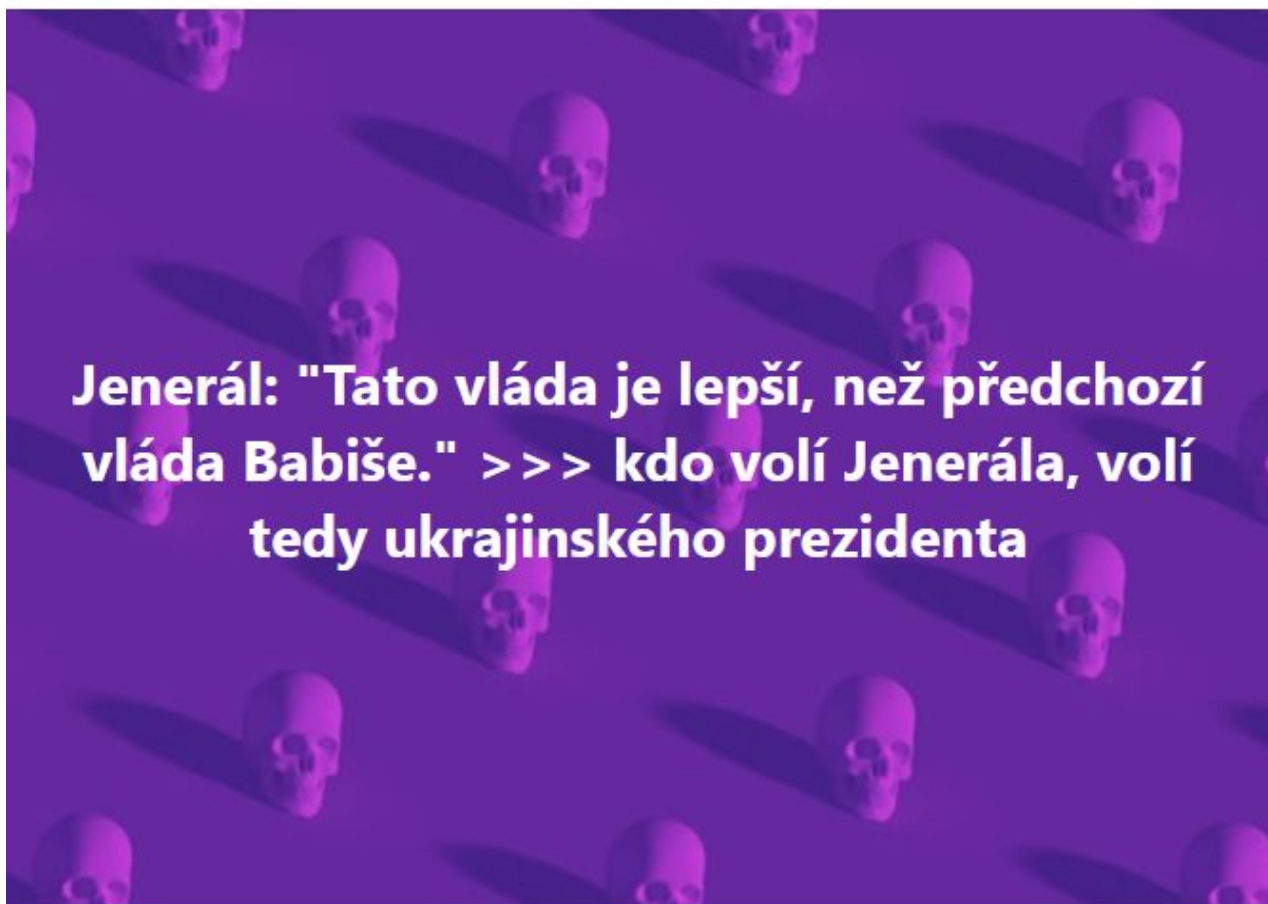 Jenerál: "Tato vláda je lepší, než předchozí
vláda Babiše." >>> kdo volí Jenerála, volí
tedy ukrajinského prezidenta